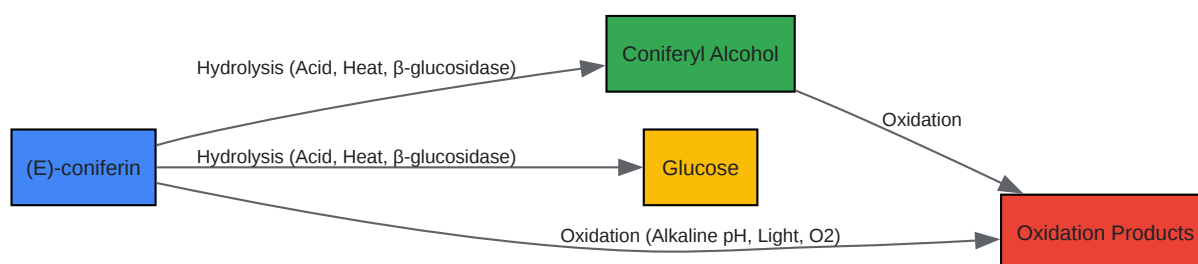 Coniferyl Alcohol
Hydrolysis (Acid, Heat, β-glucosidase)
Oxidation
(E)-coniferin
Hydrolysis (Acid, Heat, β-glucosidase)
Glucose
Oxidation (Alkaline pH, Light, O2)
Oxidation Products